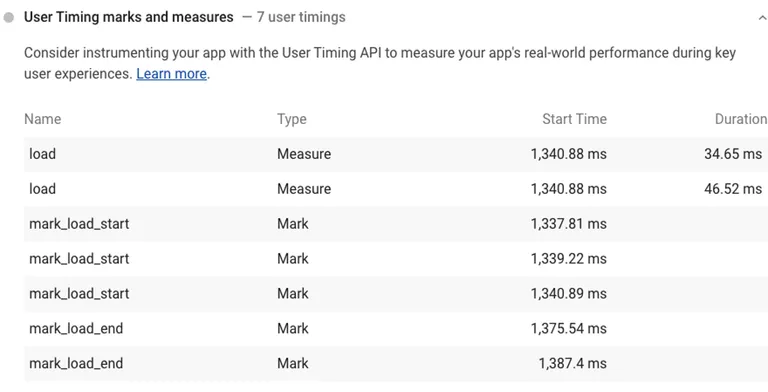 User Timing marks and measures — 7 user timings
Consider instrumenting your app with the User Timing API to measure your app's real-world performance during key
user experiences. Learn more.
Name Type Start Time Duration
load Measure 1,340.88 ms 34.65 ms
load Measure 1,340.88 ms 46.52 ms
mark_load_start Mark 1,337.81 ms
mark_load_start Mark 1,339.22 ms
mark_load_start Mark 1,340.89 ms
mark_load_end Mark 1,375.54 ms
mark_load_end Mark 1,387.4 ms